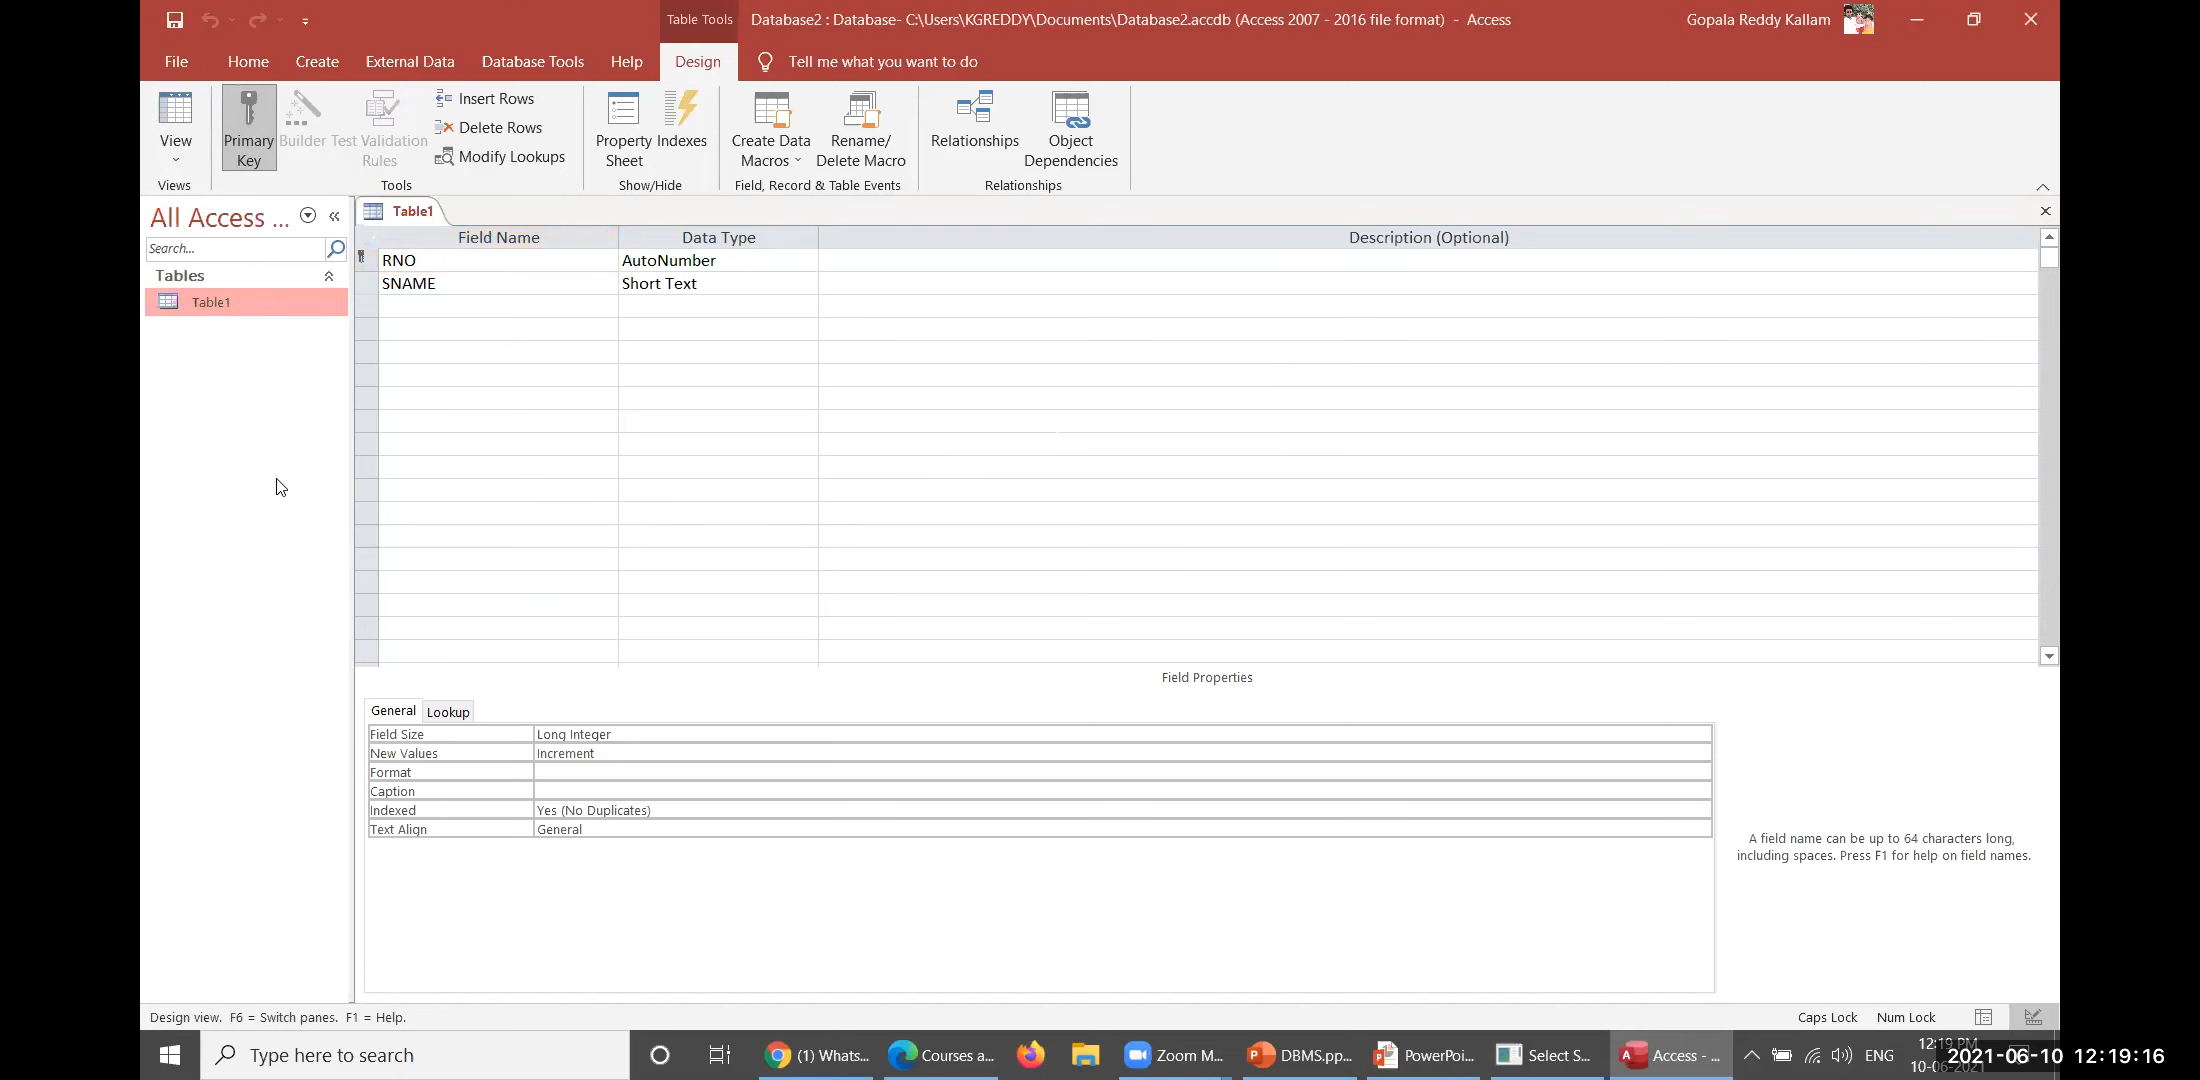 Table Tools
Database2 : Database- C:\Users\KGREDDY\Documents\Database2.accdb (Access 2007 - 2016 file format) - Access
Gopala Reddy Kallam
File Home Create External Data Database Tools Help Design Tell me what you want to do
View
Primary Key
Builder
Test Validation Rules
Insert Rows
Delete Rows
Modify Lookups
Property Sheet
Indexes
Create Data Macros
Rename/ Delete Macro
Relationships
Object Dependencies
Views
Tools
Show/Hide
Field, Record & Table Events
Relationships
All Access ...
Search...
Tables
Table1
Table1
Field Name Data Type Description (Optional)
RNO AutoNumber
SNAME Short Text
Field Properties
General Lookup
Field Size Long Integer
New Values Increment
Format
Caption
Indexed Yes (No Duplicates)
Text Align General
A field name can be up to 64 characters long,
including spaces. Press F1 for help on field names.
Design view. F6 = Switch panes. F1 = Help.
Caps Lock Num Lock
Type here to search
(1) Whats...
Courses a...
Zoom M...
DBMS.pp...
PowerPoi...
Select S...
Access - ...
ENG
12:19 PM
10-06-2021
2021-06-10 12:19:16